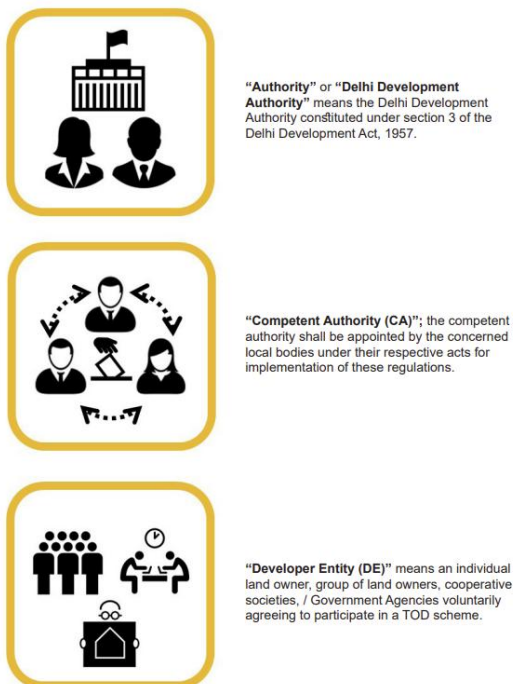 “Authority” or “Delhi Development
Authority” means the Delhi Development
Authority constituted under section 3 of the
Delhi Development Act, 1957.
“Competent Authority (CA)”; the competent
authority shall be appointed by the concerned
local bodies under their respective acts for
implementation of these regulations.
“Developer Entity (DE)” means an individual
land owner, group of land owners, cooperative
societies, / Government Agencies voluntarily
agreeing to participate in a TOD scheme.